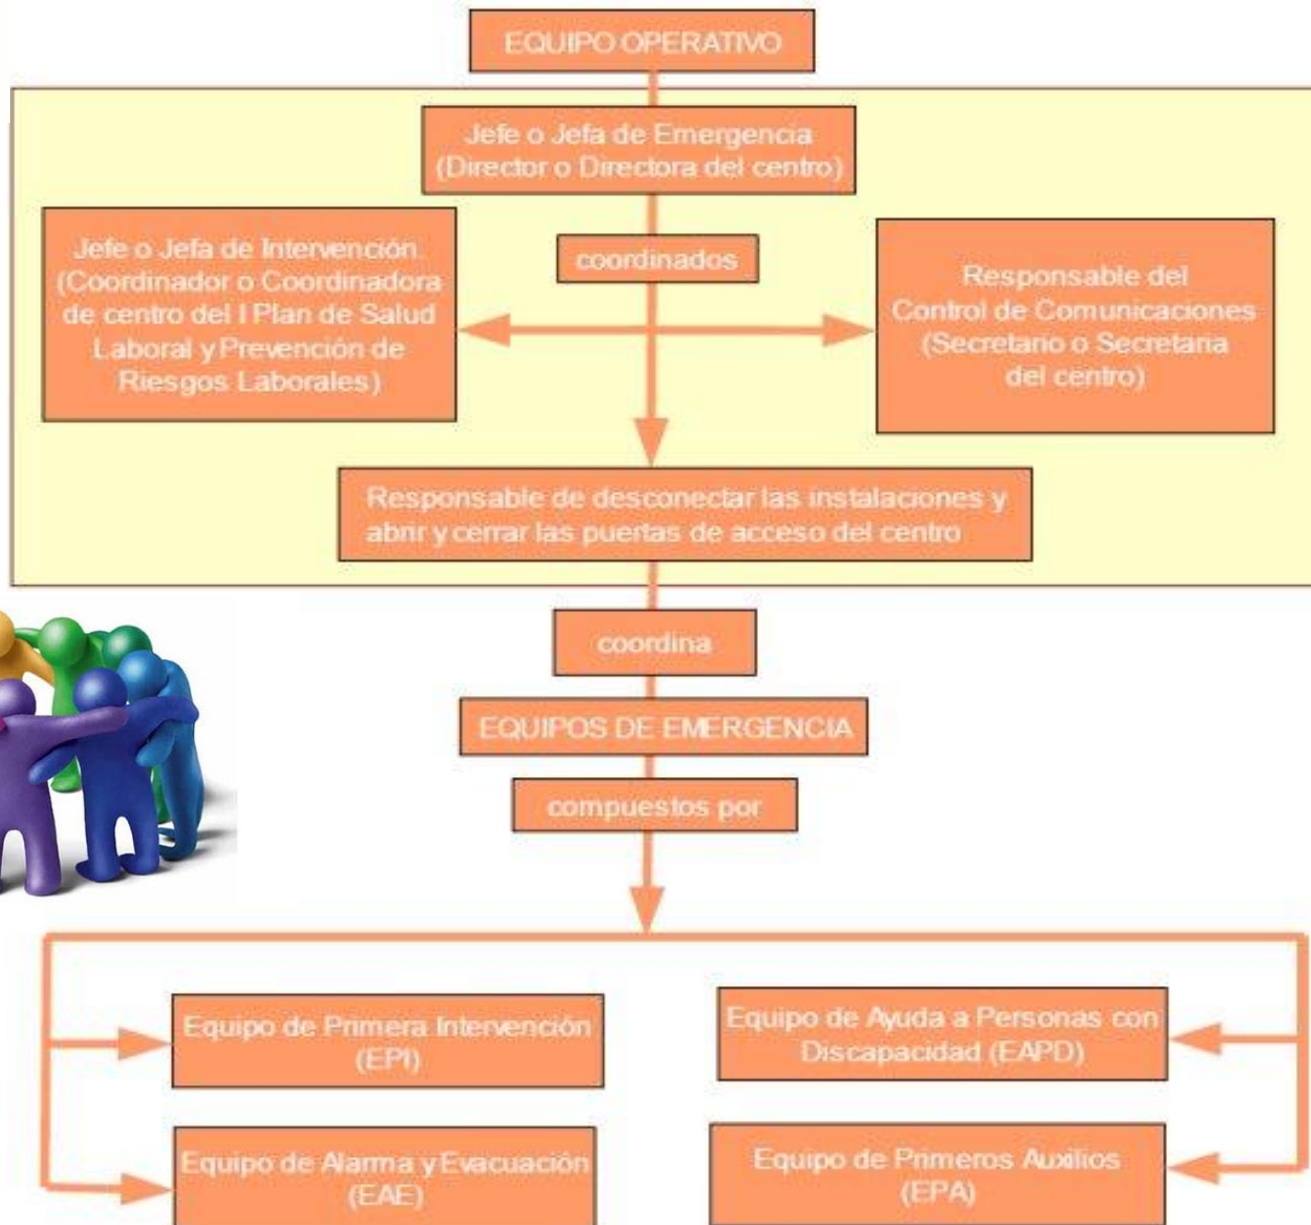 EQUIPO OPERATIVO
Jefe o Jefa de Emergencia
(Director o Directora del centro)
Jefe o Jefa de Intervención
(Coordinador o Coordinadora
de centro del I Plan de Salud
Laboral y Prevención de
Riesgos Laborales)
coordinados
Responsable del
Control de Comunicaciones
(Secretario o Secretaria
del centro)
Responsable de desconectar las instalaciones y
abrir y cerrar las puertas de acceso del centro
coordina
EQUIPOS DE EMERGENCIA
compuestos por
Equipo de Primera Intervención
(EPI)
Equipo de Ayuda a Personas con
Discapacidad (EAPD)
Equipo de Alarma y Evacuación
(EAE)
Equipo de Primeros Auxilios
(EPA)